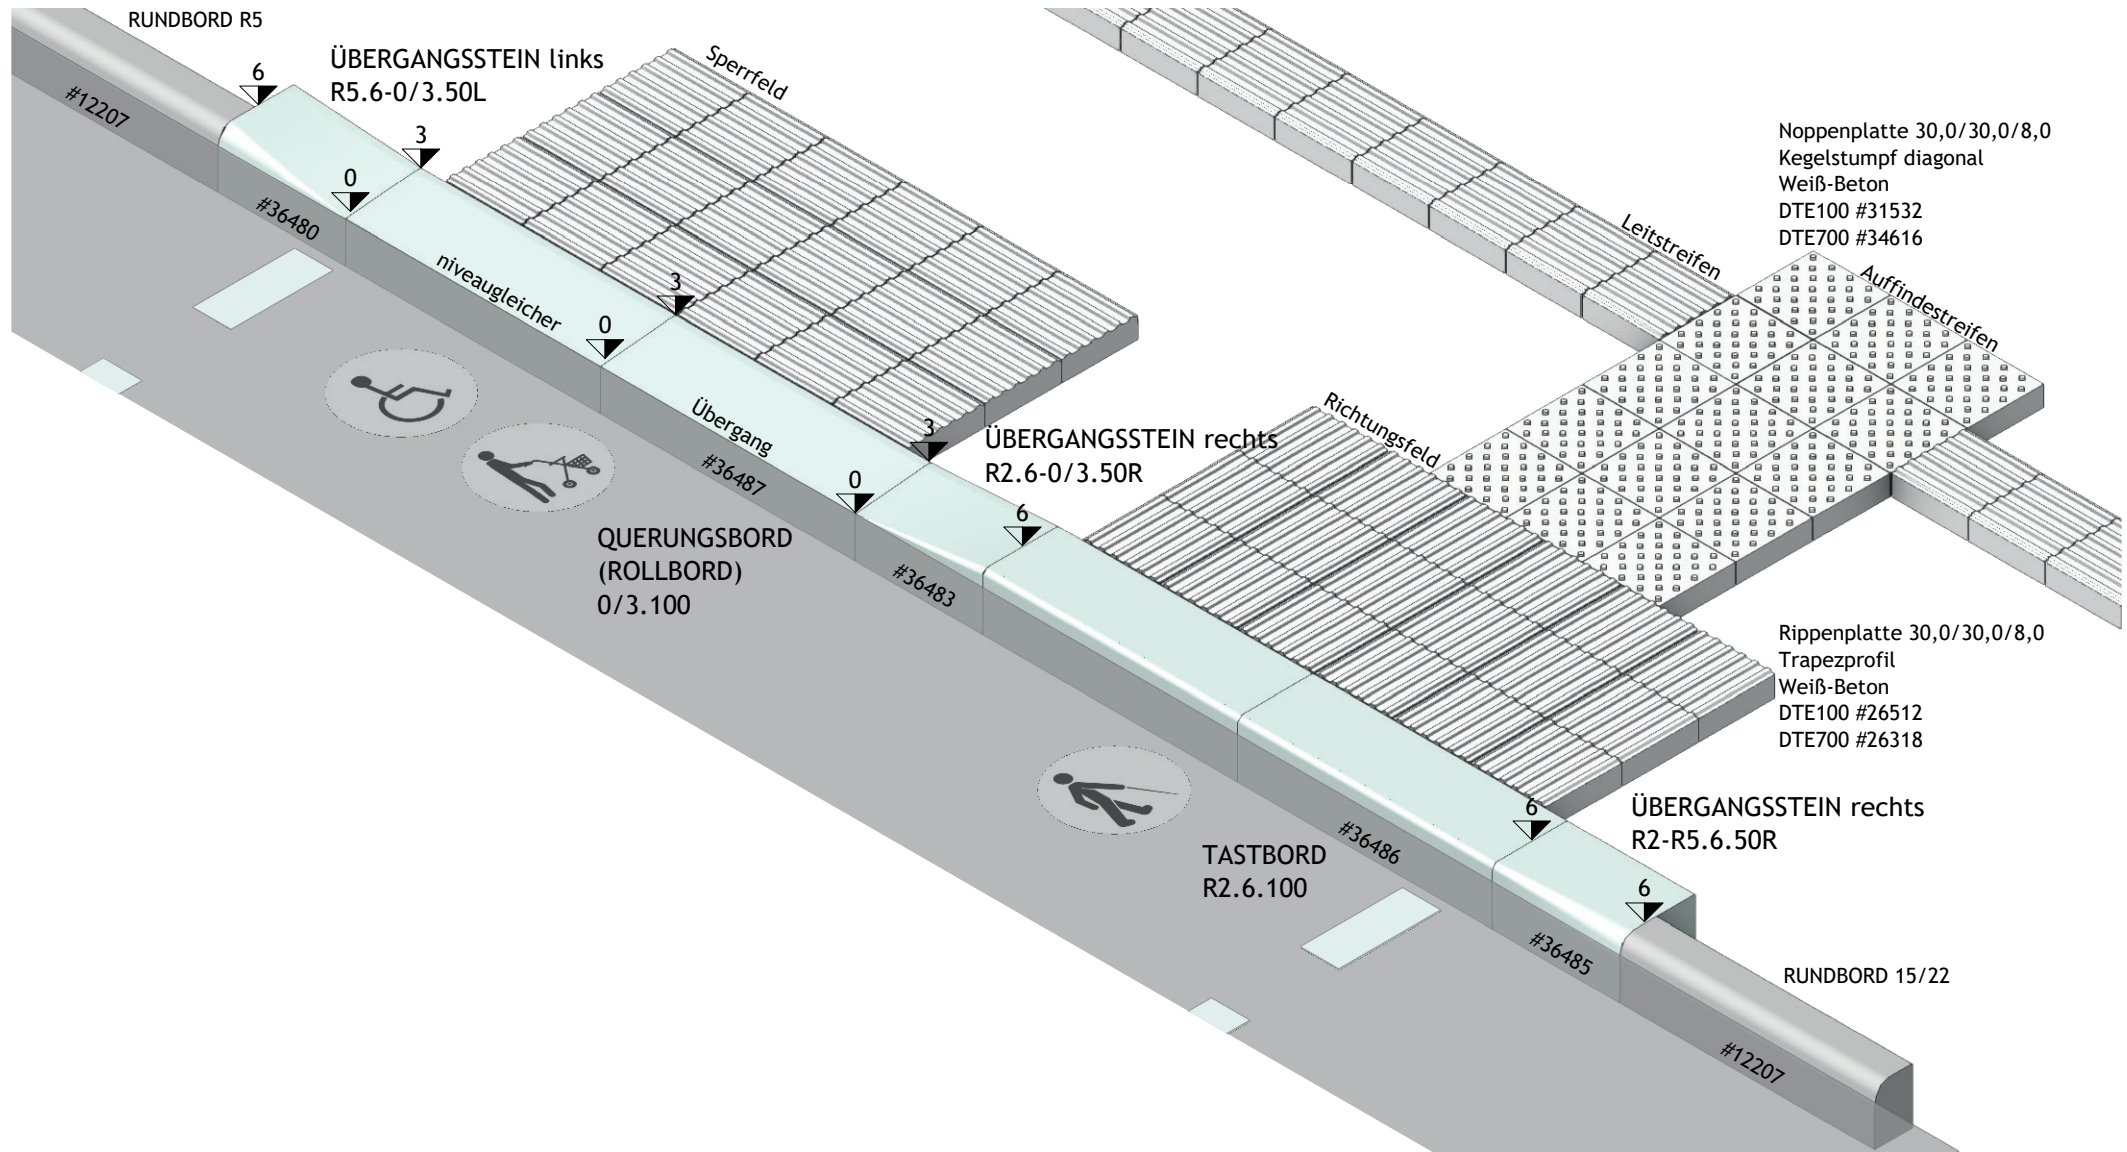 RUNDBORD R5
#12207
6
ÜBERGANGSSTEIN links
R5.6-0/3.50L
3
0
#36480
Sperrfeld
niveaugleicher
3
0
Übergang
#36487
QUERUNGSBORD
(ROLLBORD)
0/3.100
3
0
ÜBERGANGSSTEIN rechts
R2.6-0/3.50R
6
#36483
Leitstreifen
Noppenplatte 30,0/30,0/8,0
Kegelstumpf diagonal
Weiß-Beton
DTE100 #31532
DTE700 #34616
Auffindestreifen
Richtungsfeld
Rippenplatte 30,0/30,0/8,0
Trapezprofil
Weiß-Beton
DTE100 #26512
DTE700 #26318
TASTBORD
R2.6.100
#36486
6
ÜBERGANGSSTEIN rechts
R2-R5.6.50R
6
#36485
RUNDBORD 15/22
#12207